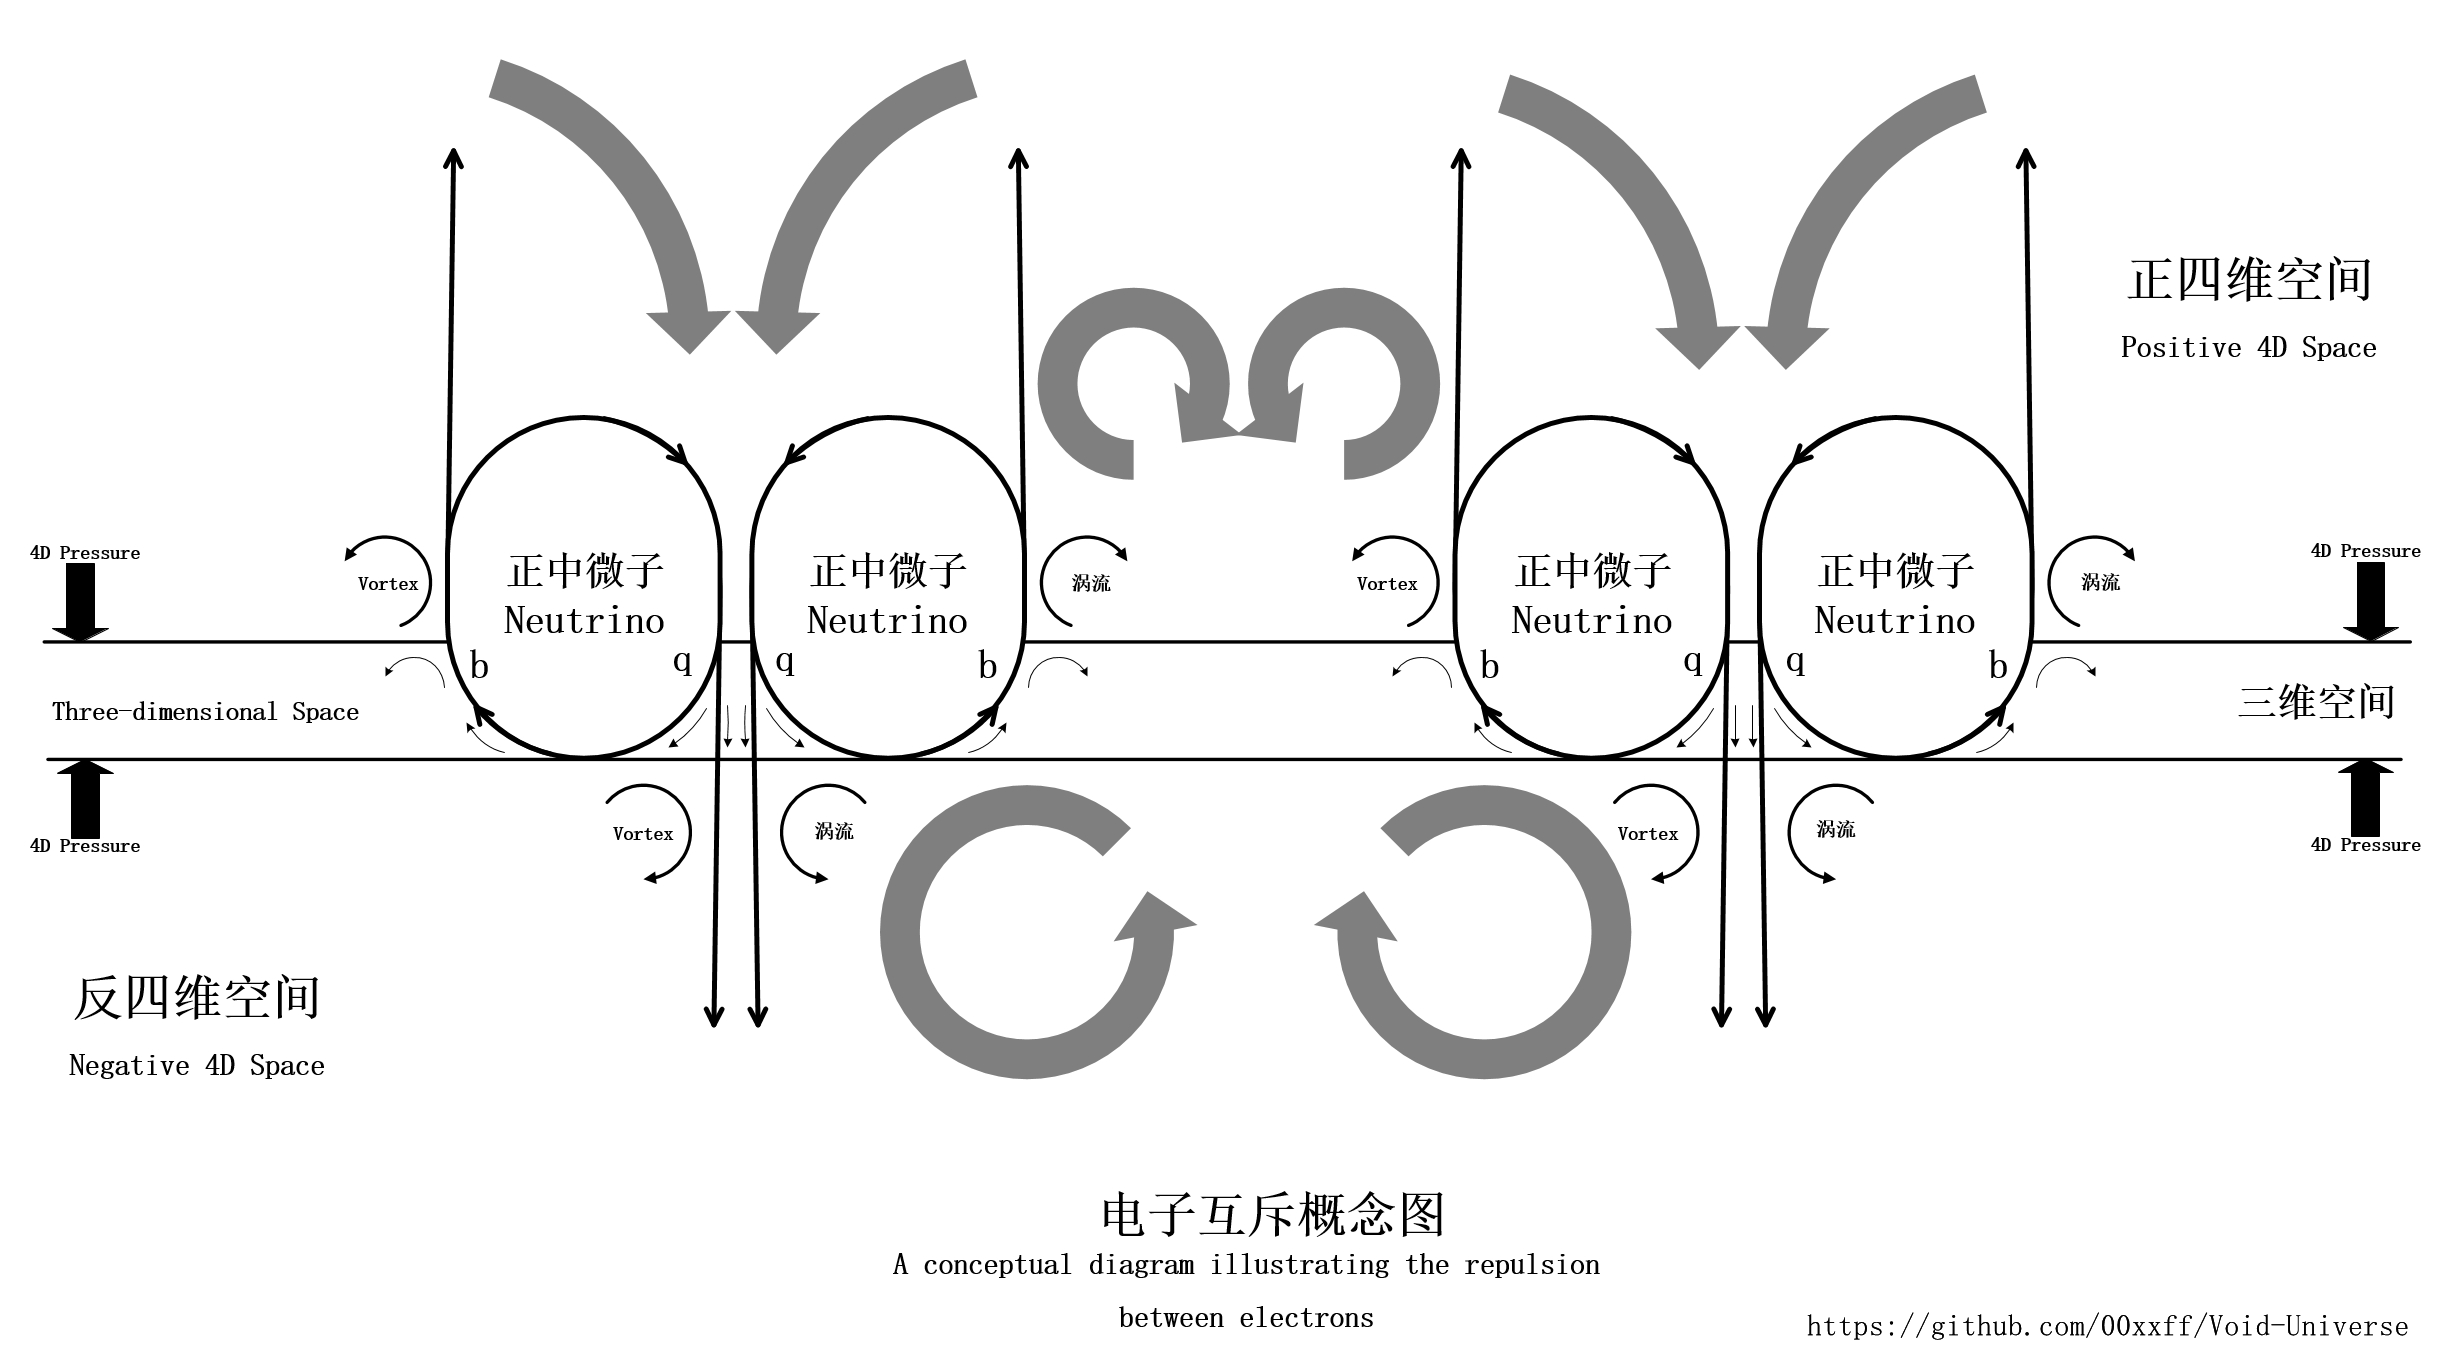 正四维空间
Positive 4D Space
4D Pressure
4D Pressure
Vortex
正中微子
Neutrino
正中微子
Neutrino
涡流
Vortex
正中微子
Neutrino
正中微子
Neutrino
涡流
b
q
q
b
b
q
q
b
Three-dimensional Space
三维空间
4D Pressure
Vortex
涡流
Vortex
涡流
4D Pressure
反四维空间
Negative 4D Space
电子互斥概念图
A conceptual diagram illustrating the repulsion
between electrons
https://github.com/00xxff/Void-Universe